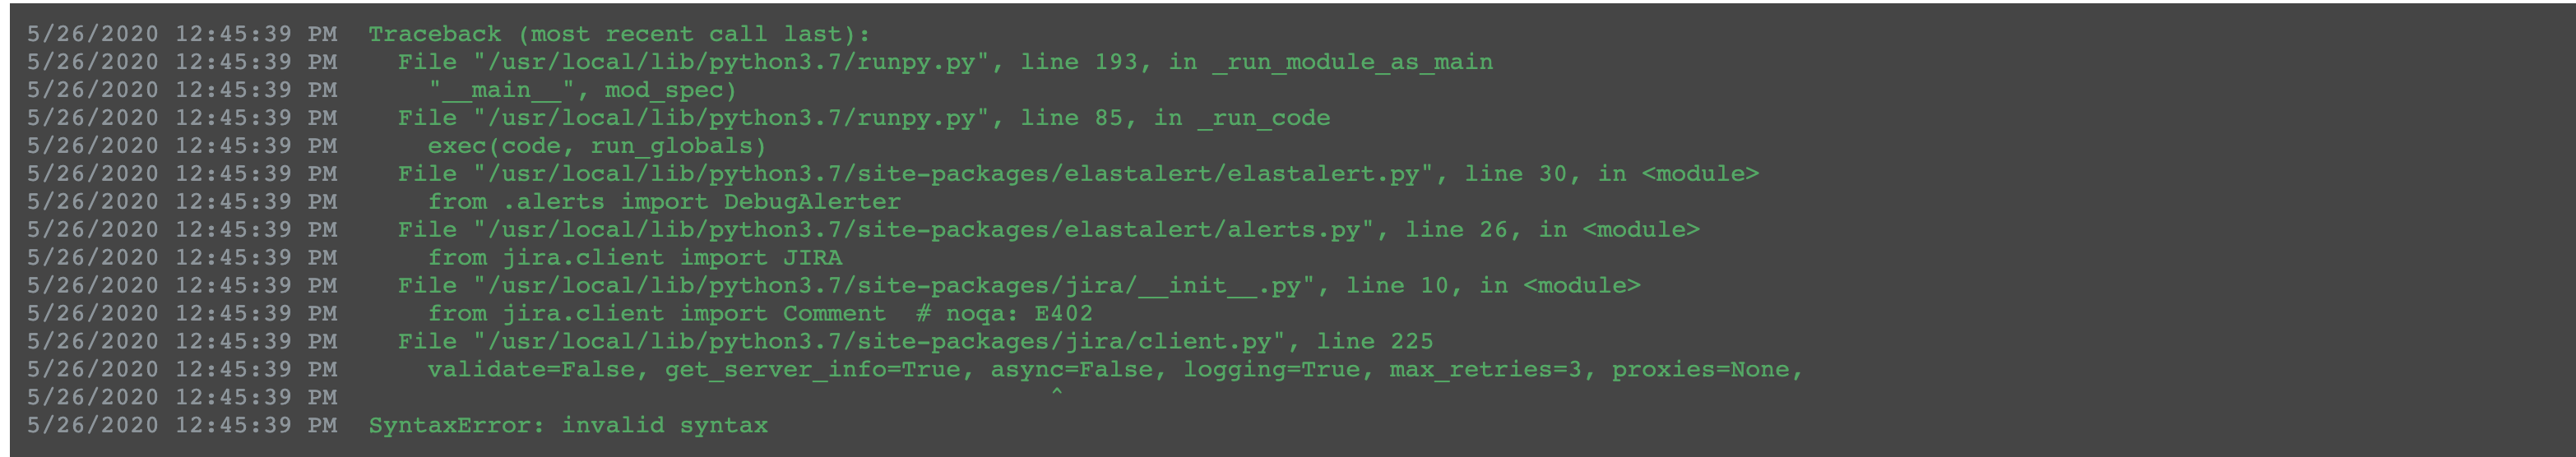 5/26/2020 12:45:39 PM  Traceback (most recent call last):
5/26/2020 12:45:39 PM    File "/usr/local/lib/python3.7/runpy.py", line 193, in _run_module_as_main
5/26/2020 12:45:39 PM      "__main__", mod_spec)
5/26/2020 12:45:39 PM    File "/usr/local/lib/python3.7/runpy.py", line 85, in _run_code
5/26/2020 12:45:39 PM      exec(code, run_globals)
5/26/2020 12:45:39 PM    File "/usr/local/lib/python3.7/site-packages/elastalert/elastalert.py", line 30, in <module>
5/26/2020 12:45:39 PM      from .alerts import DebugAlerter
5/26/2020 12:45:39 PM    File "/usr/local/lib/python3.7/site-packages/elastalert/alerts.py", line 26, in <module>
5/26/2020 12:45:39 PM      from jira.client import JIRA
5/26/2020 12:45:39 PM    File "/usr/local/lib/python3.7/site-packages/jira/__init__.py", line 10, in <module>
5/26/2020 12:45:39 PM      from jira.client import Comment  # noqa: E402
5/26/2020 12:45:39 PM    File "/usr/local/lib/python3.7/site-packages/jira/client.py", line 225
5/26/2020 12:45:39 PM      validate=False, get_server_info=True, async=False, logging=True, max_retries=3, proxies=None,
5/26/2020 12:45:39 PM                                                ^
5/26/2020 12:45:39 PM  SyntaxError: invalid syntax